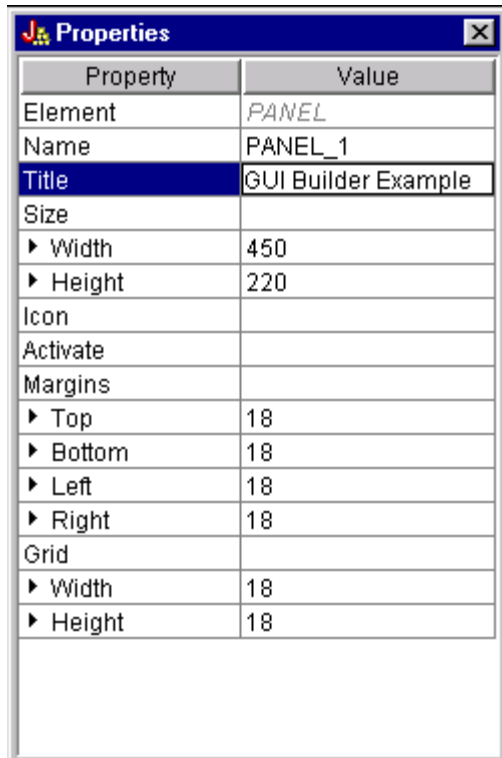 Properties
Property Value
Element PANEL
Name PANEL_1
Title GUI Builder Example
Size
Width 450
Height 220
Icon
Activate
Margins
Top 18
Bottom 18
Left 18
Right 18
Grid
Width 18
Height 18